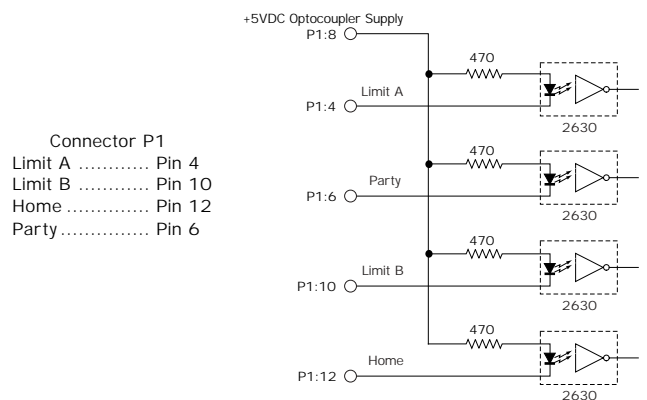 +5VDC Optocoupler Supply
P1:8
470
Limit A
P1:4
2630
Connector P1
Limit A ............ Pin 4
Limit B ............ Pin 10
Home .............. Pin 12
Party .............. Pin 6
470
Party
P1:6
2630
470
Limit B
P1:10
2630
470
Home
P1:12
2630